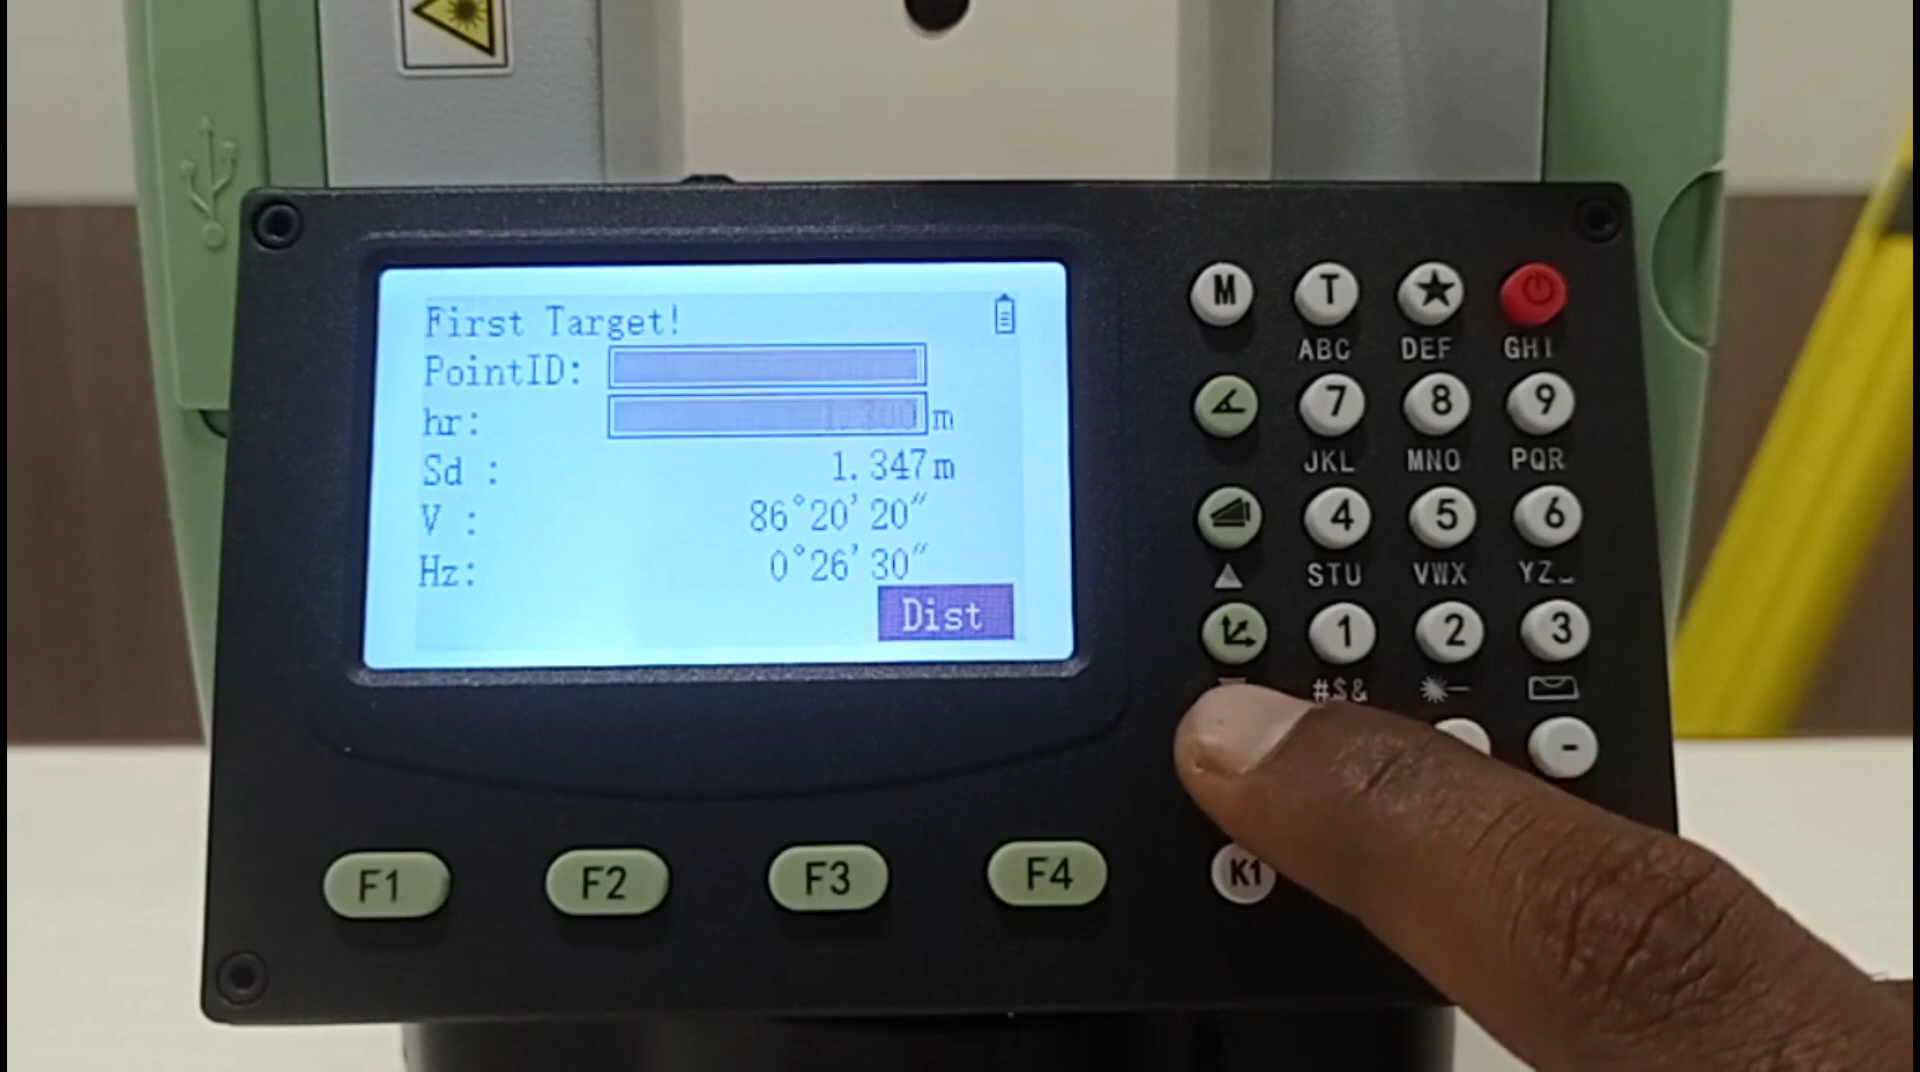 First Target!
PointID:
hr: 1.300 m
Sd : 1.347m
V : 86°20'20"
Hz: 0°26'30"
Dist
M T ★
ABC DEF GHI
7 8 9
JKL MNO PQR
4 5 6
STU VWX YZ_
1 2 3
#$&
-
F1 F2 F3 F4 K1